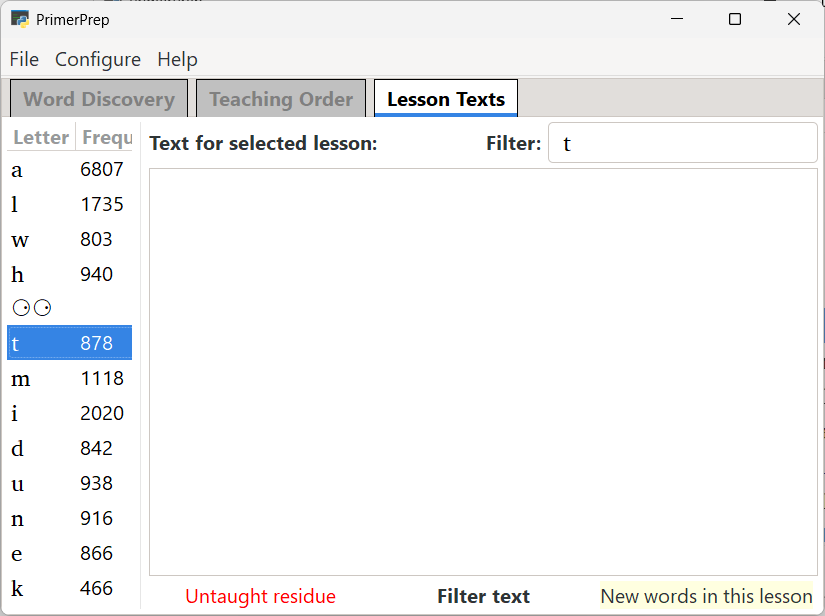 PrimerPrep
File Configure Help
Word Discovery Teaching Order Lesson Texts
Letter Frequ
Text for selected lesson: Filter: t
a 6807
l 1735
w 803
h 940
⚆⚆
t 878
m 1118
i 2020
d 842
u 938
n 916
e 866
k 466
Untaught residue Filter text New words in this lesson